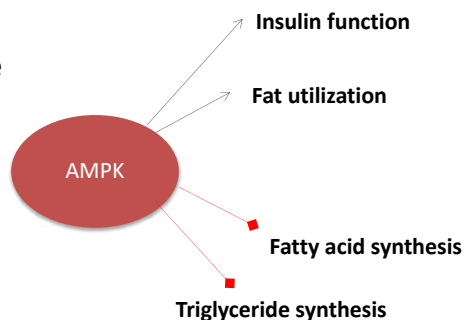 Insulin function
e
Fat utilization
AMPK
Fatty acid synthesis
Triglyceride synthesis